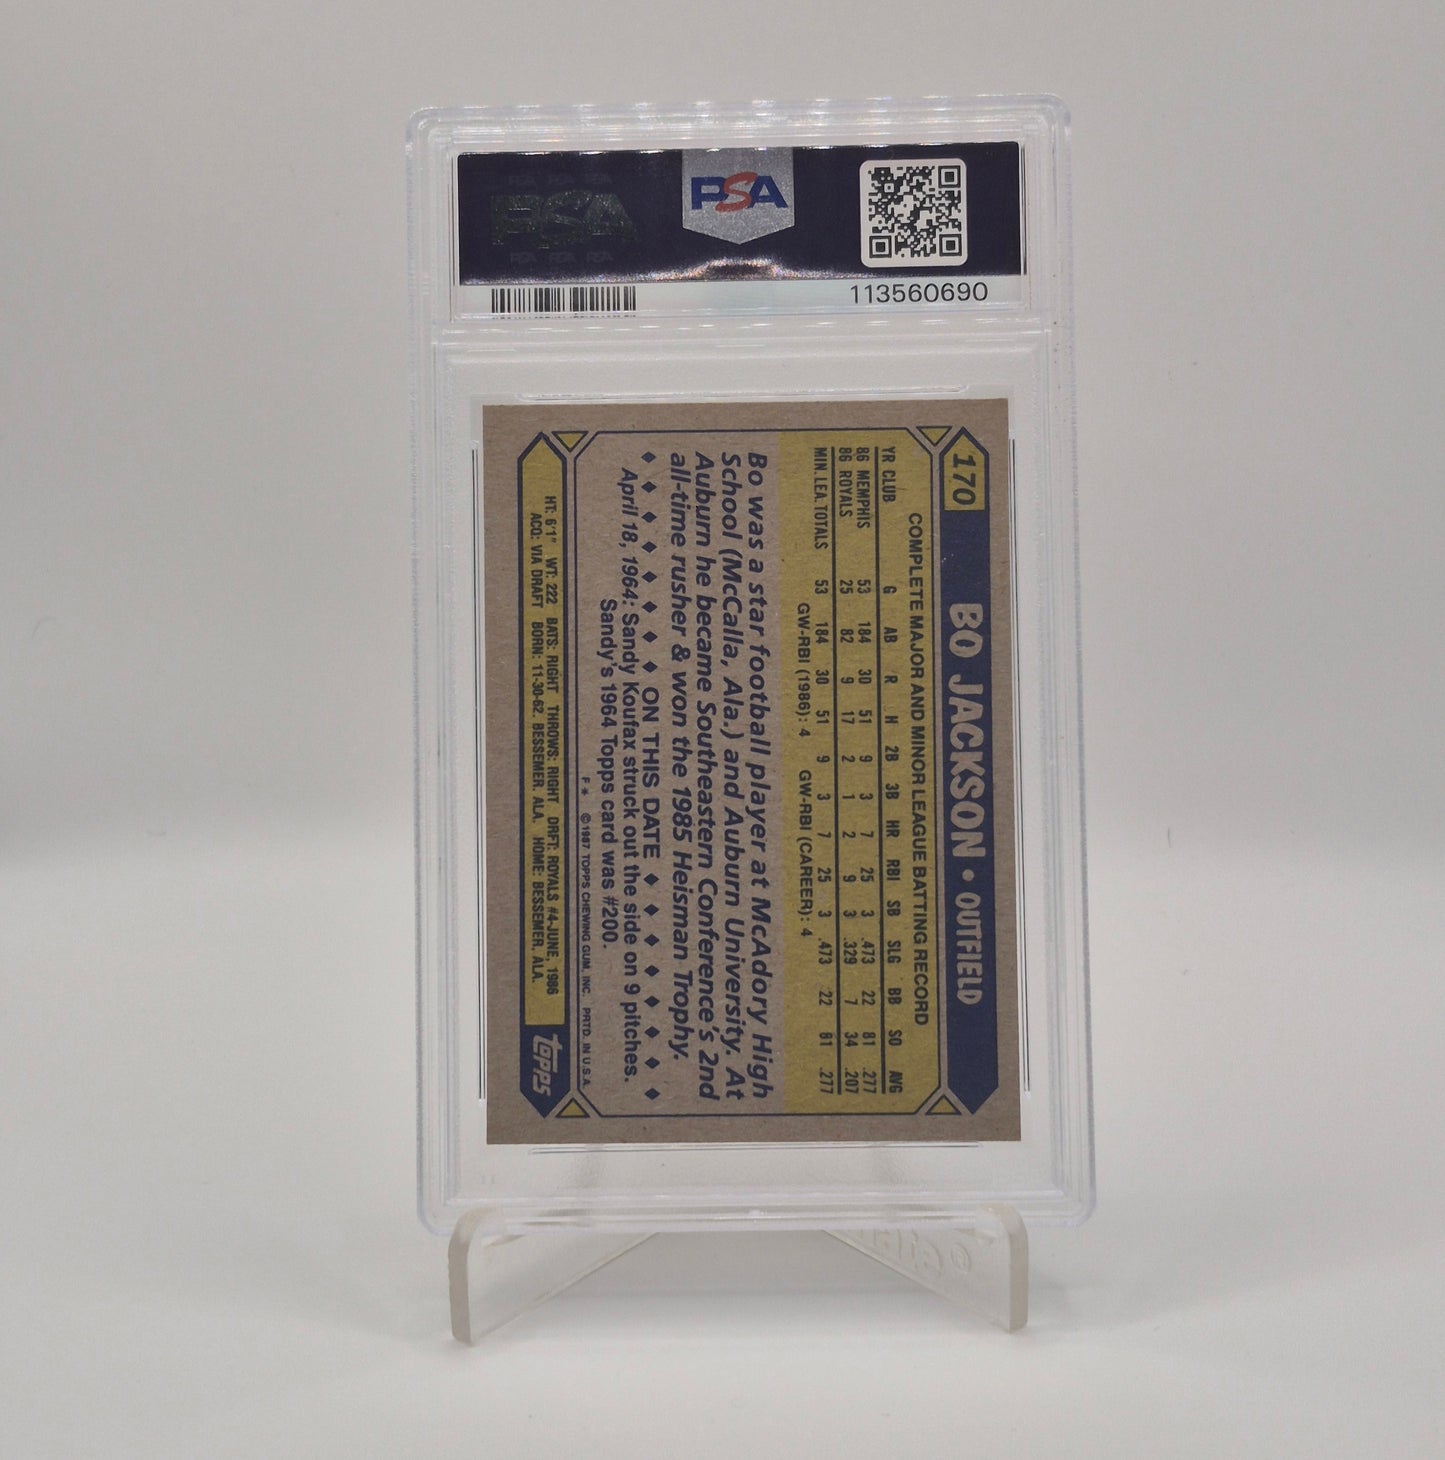 PSA
PSA
113560690
170
BO JACKSON • OUTFIELD
COMPLETE MAJOR AND MINOR LEAGUE BATTING RECORD
YR CLUB G AB R H 2B 3B HR RBI SB SLG BB SO AVG
86 MEMPHIS 53 184 30 51 9 3 7 25 3 .473 22 81 .277
86 ROYALS 25 82 9 17 2 1 2 9 3 .329 7 34 .207
MIN. LEA. TOTALS 53 184 30 51 9 3 7 25 3 .473 22 81 .277
GW-RBI (1986): 4 GW-RBI (CAREER): 4
Bo was a star football player at McAdory High
School (McCalla, Ala.) and Auburn University. At
Auburn he became Southeastern Conference's 2nd
all-time rusher & won the 1985 Heisman Trophy.
♦ ♦ ♦ ♦ ♦ ♦ ♦ ON THIS DATE ♦ ♦ ♦ ♦ ♦ ♦ ♦ ♦
April 18, 1964: Sandy Koufax struck out the side on 9 pitches.
Sandy's 1964 Topps card was #200.
F* ©1987 TOPPS CHEWING GUM, INC. PRTD. IN U.S.A.
HT: 6'1" WT: 222 BATS: RIGHT THROWS: RIGHT DRFT: ROYALS #4-JUNE, 1986
ACQ: VIA DRAFT BORN: 11-30-62, BESSEMER, ALA. HOME: BESSEMER, ALA.
topps